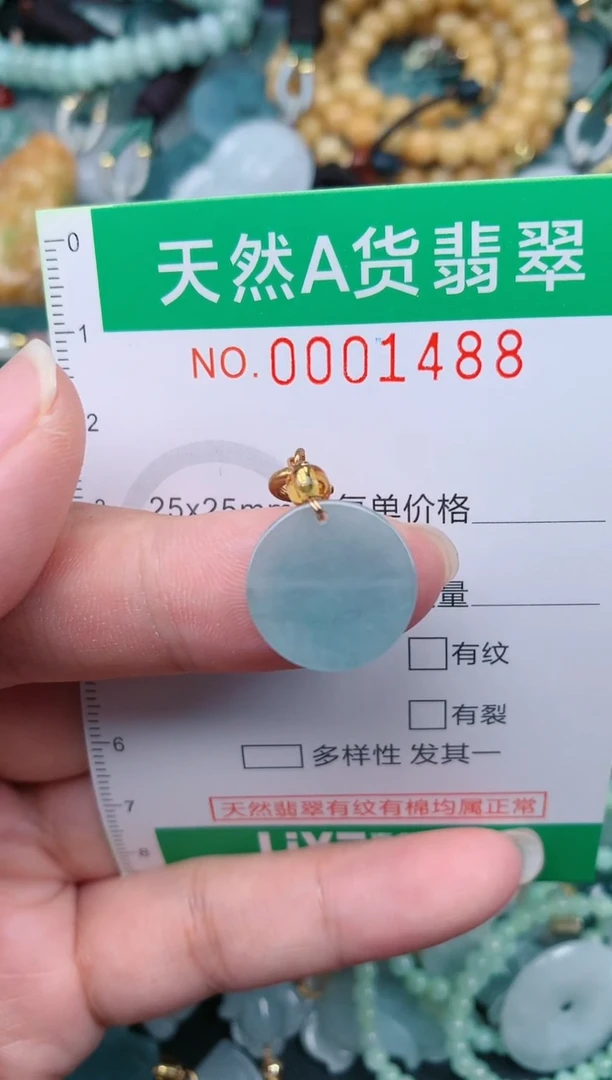 0
天然A货翡翠
1
NO.0001488
2
25x25mm 每单价格
量
有纹
有裂
6
多样性 发其一
7
天然翡翠有纹有棉均属正常
8